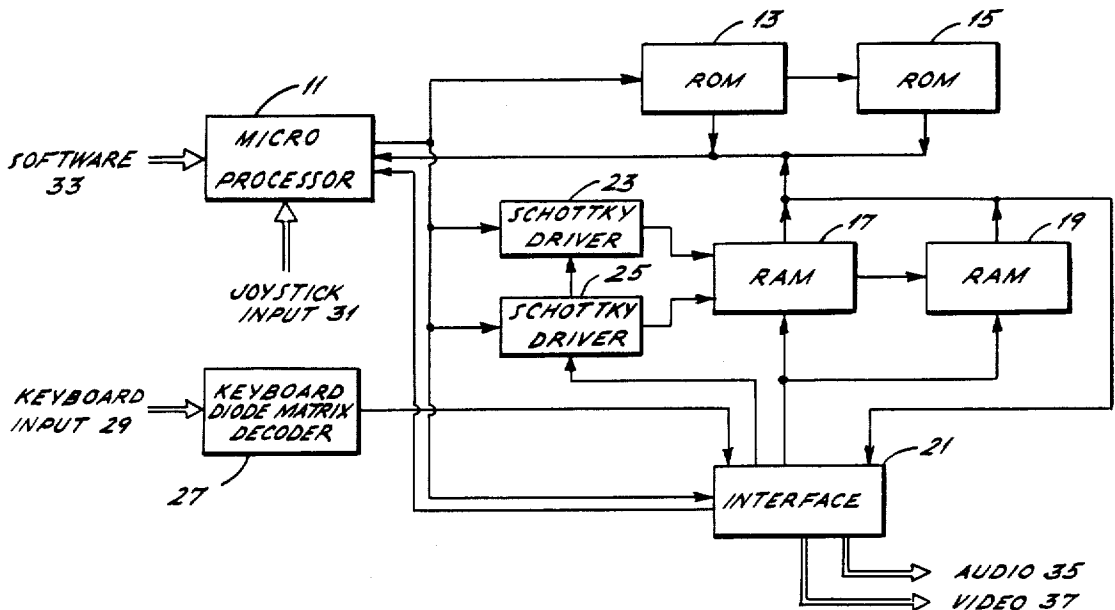 13
15
ROM
ROM
11
MICRO
PROCESSOR
SOFTWARE
33
23
SCHOTTKY
DRIVER
17
RAM
19
RAM
25
SCHOTTKY
DRIVER
JOYSTICK
INPUT 31
KEYBOARD
INPUT 29
KEYBOARD
DIODE MATRIX
DECODER
27
21
INTERFACE
AUDIO 35
VIDEO 37